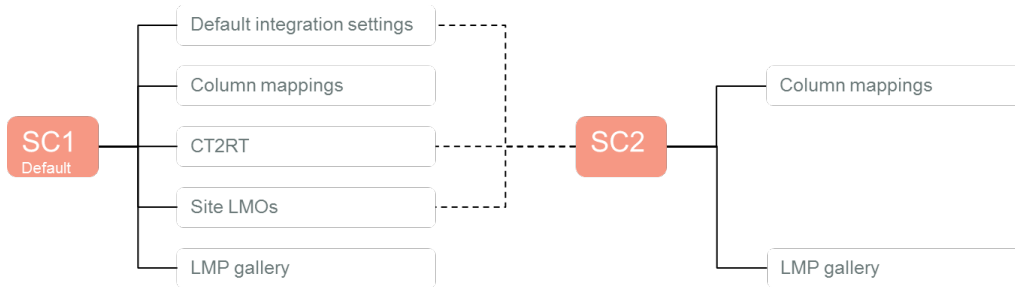 Default integration settings
Column mappings
SC1
Default
CT2RT
Site LMOs
LMP gallery
SC2
Column mappings
LMP gallery